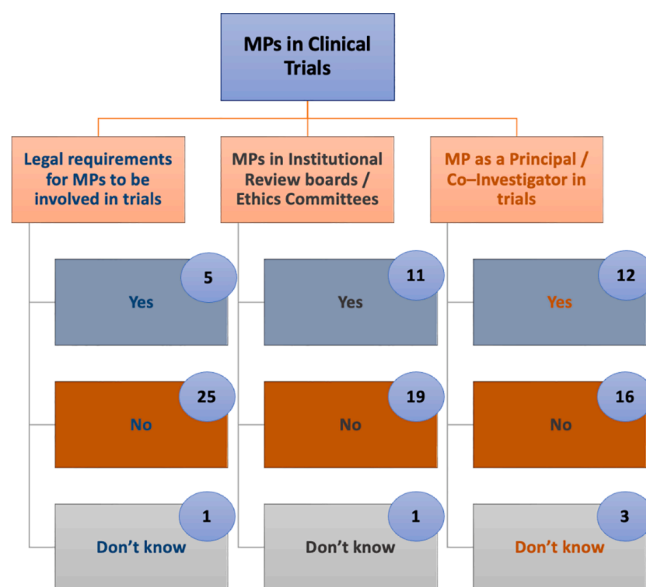 MPs in Clinical
Trials
Legal requirements
for MPs to be
involved in trials
MPs in Institutional
Review boards /
Ethics Committees
MP as a Principal /
Co–Investigator in
trials
5
Yes
11
Yes
12
Yes
25
No
19
No
16
No
1
Don’t know
1
Don’t know
3
Don’t know